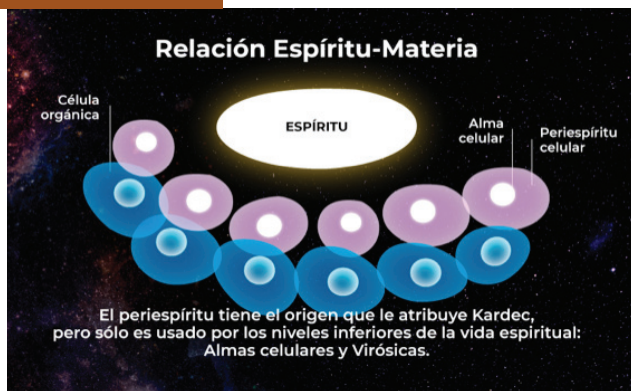 Relación Espíritu-Materia
Célula
orgánica
ESPÍRITU
Alma
celular
Periespíritu
celular
El periespíritu tiene el origen que le atribuye Kardec,
pero sólo es usado por los niveles inferiores de la vida espiritual:
Almas celulares y Virósicas.